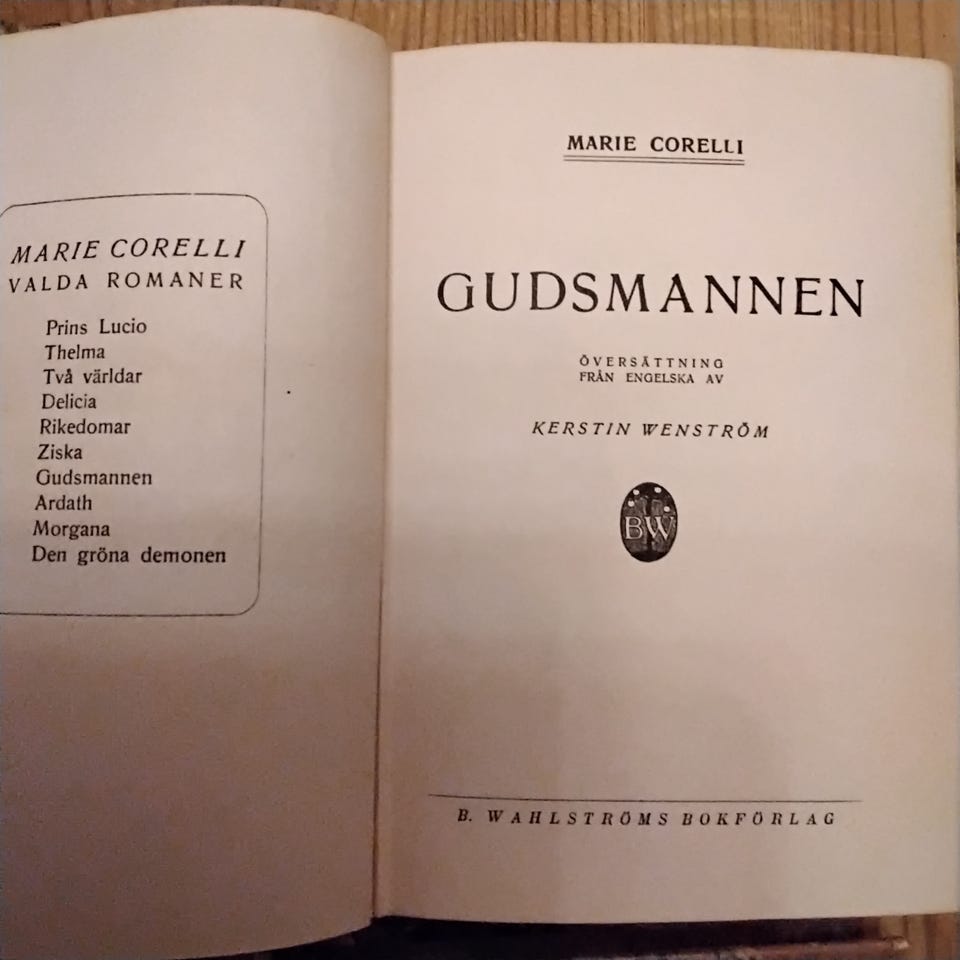 MARIE CORELLI
VALDA ROMANER
Prins Lucio
Thelma
Två världar
Delicia
Rikedomar
Ziska
Gudsmannen
Ardath
Morgana
Den gröna demonen
MARIE CORELLI
GUDSMANNEN
ÖVERSÄTTNING
FRÅN ENGELSKA AV
KERSTIN WENSTRÖM
BW
B. WAHLSTRÖMS BOKFÖRLAG